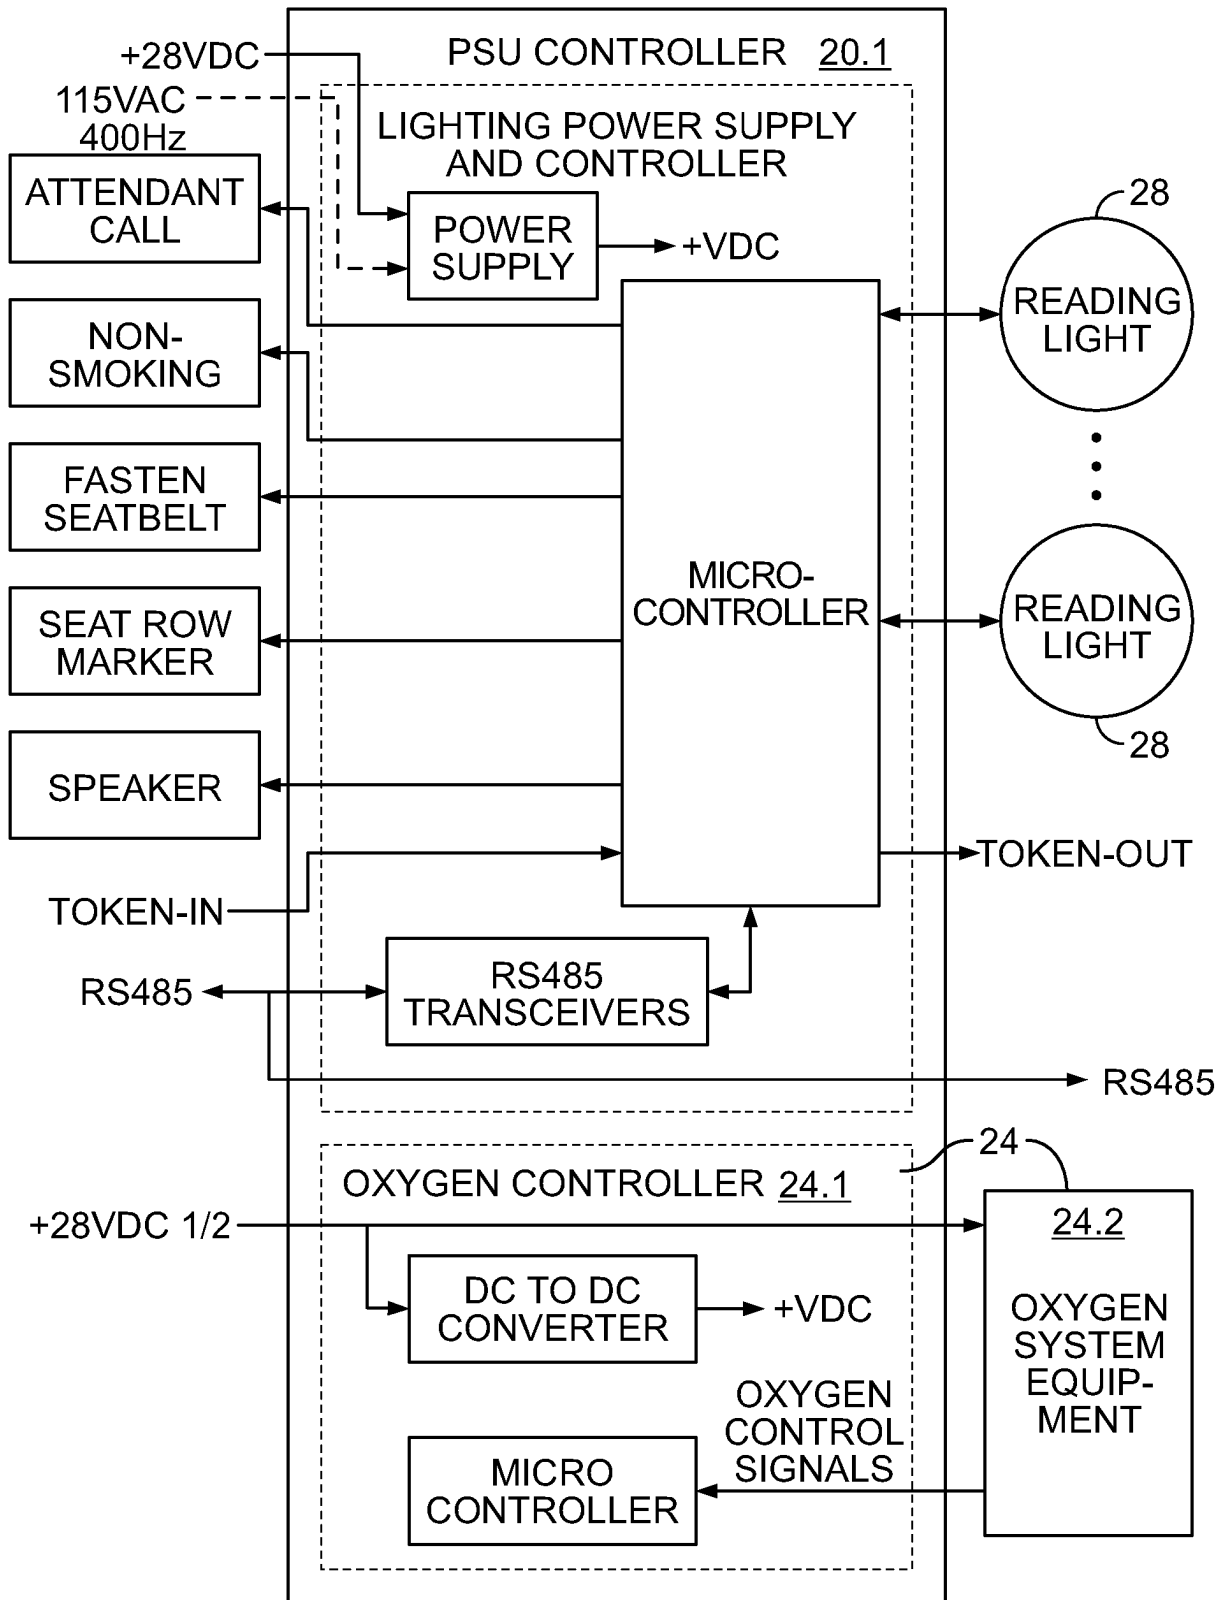 PSU CONTROLLER 20.1
+28VDC
115VAC
400Hz
LIGHTING POWER SUPPLY
AND CONTROLLER
ATTENDANT
CALL
POWER
SUPPLY
+VDC
28
READING
LIGHT
NON-
SMOKING
FASTEN
SEATBELT
MICRO-
CONTROLLER
READING
LIGHT
28
SEAT ROW
MARKER
SPEAKER
TOKEN-OUT
TOKEN-IN
RS485
RS485
TRANSCEIVERS
RS485
24
OXYGEN CONTROLLER 24.1
+28VDC 1/2
24.2
OXYGEN
SYSTEM
EQUIP-
MENT
DC TO DC
CONVERTER
+VDC
OXYGEN
CONTROL
SIGNALS
MICRO
CONTROLLER